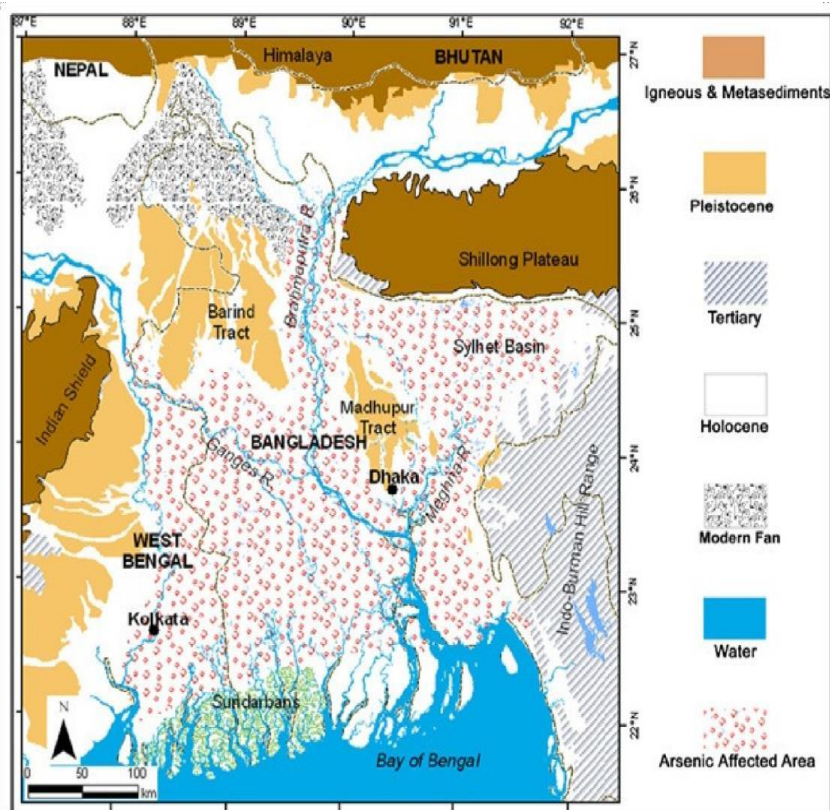 87°E
88°E
89°E
90°E
91°E
92°E
27°N
26°N
25°N
24°N
23°N
22°N
NEPAL
Himalaya
BHUTAN
Brahmaputra R.
Shillong Plateau
Barind
Tract
Sylhet Basin
Indian Shield
Madhupur
Tract
BANGLADESH
Ganges R.
Dhaka
Meghna R.
WEST
BENGAL
Indo-Burman Hill Range
Kolkata
Sundarbans
Bay of Bengal
N
0 50 100
km
Igneous & Metasediments
Pleistocene
Tertiary
Holocene
Modern Fan
Water
Arsenic Affected Area